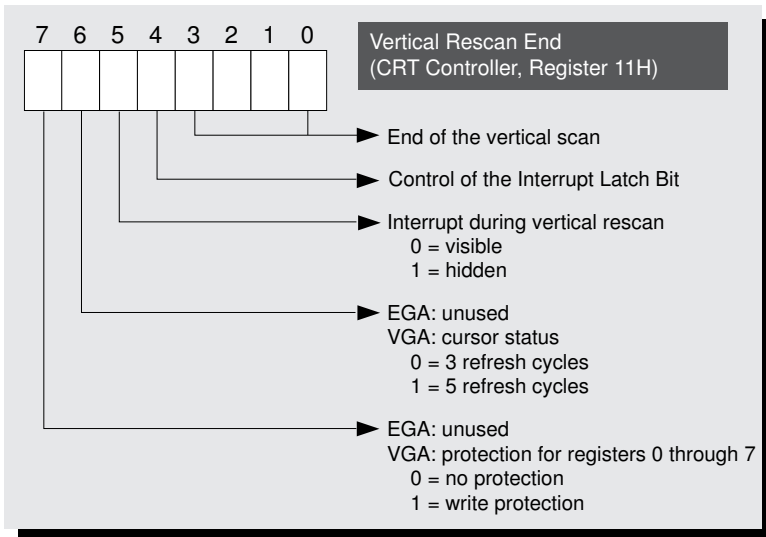 7 6 5 4 3 2 1 0
Vertical Rescan End
(CRT Controller, Register 11H)
End of the vertical scan
Control of the Interrupt Latch Bit
Interrupt during vertical rescan
0 = visible
1 = hidden
EGA: unused
VGA: cursor status
0 = 3 refresh cycles
1 = 5 refresh cycles
EGA: unused
VGA: protection for registers 0 through 7
0 = no protection
1 = write protection